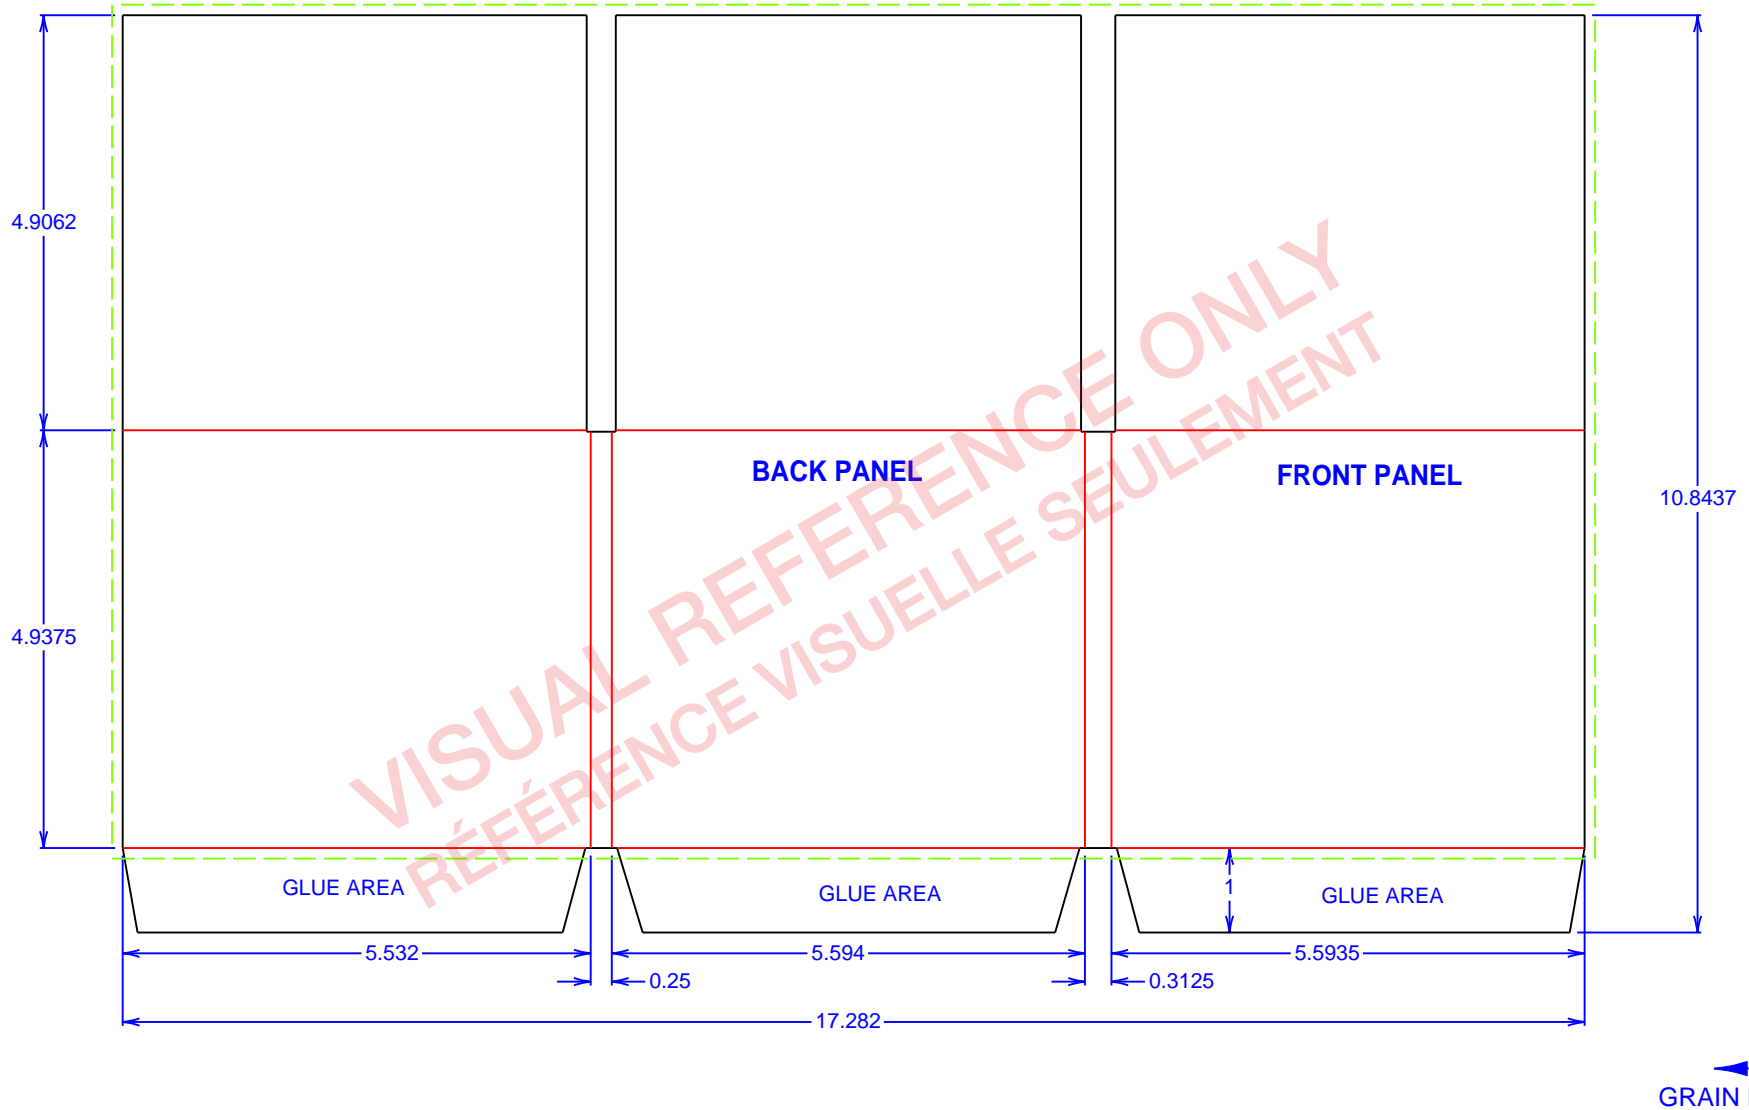 4.9062
BACK PANEL
FRONT PANEL
10.8437
4.9375
VISUAL REFERENCE ONLY
RÉFÉRENCE VISUELLE SEULEMENT
GLUE AREA
GLUE AREA
1
GLUE AREA
5.532
5.594
5.5935
0.25
0.3125
17.282
GRAIN